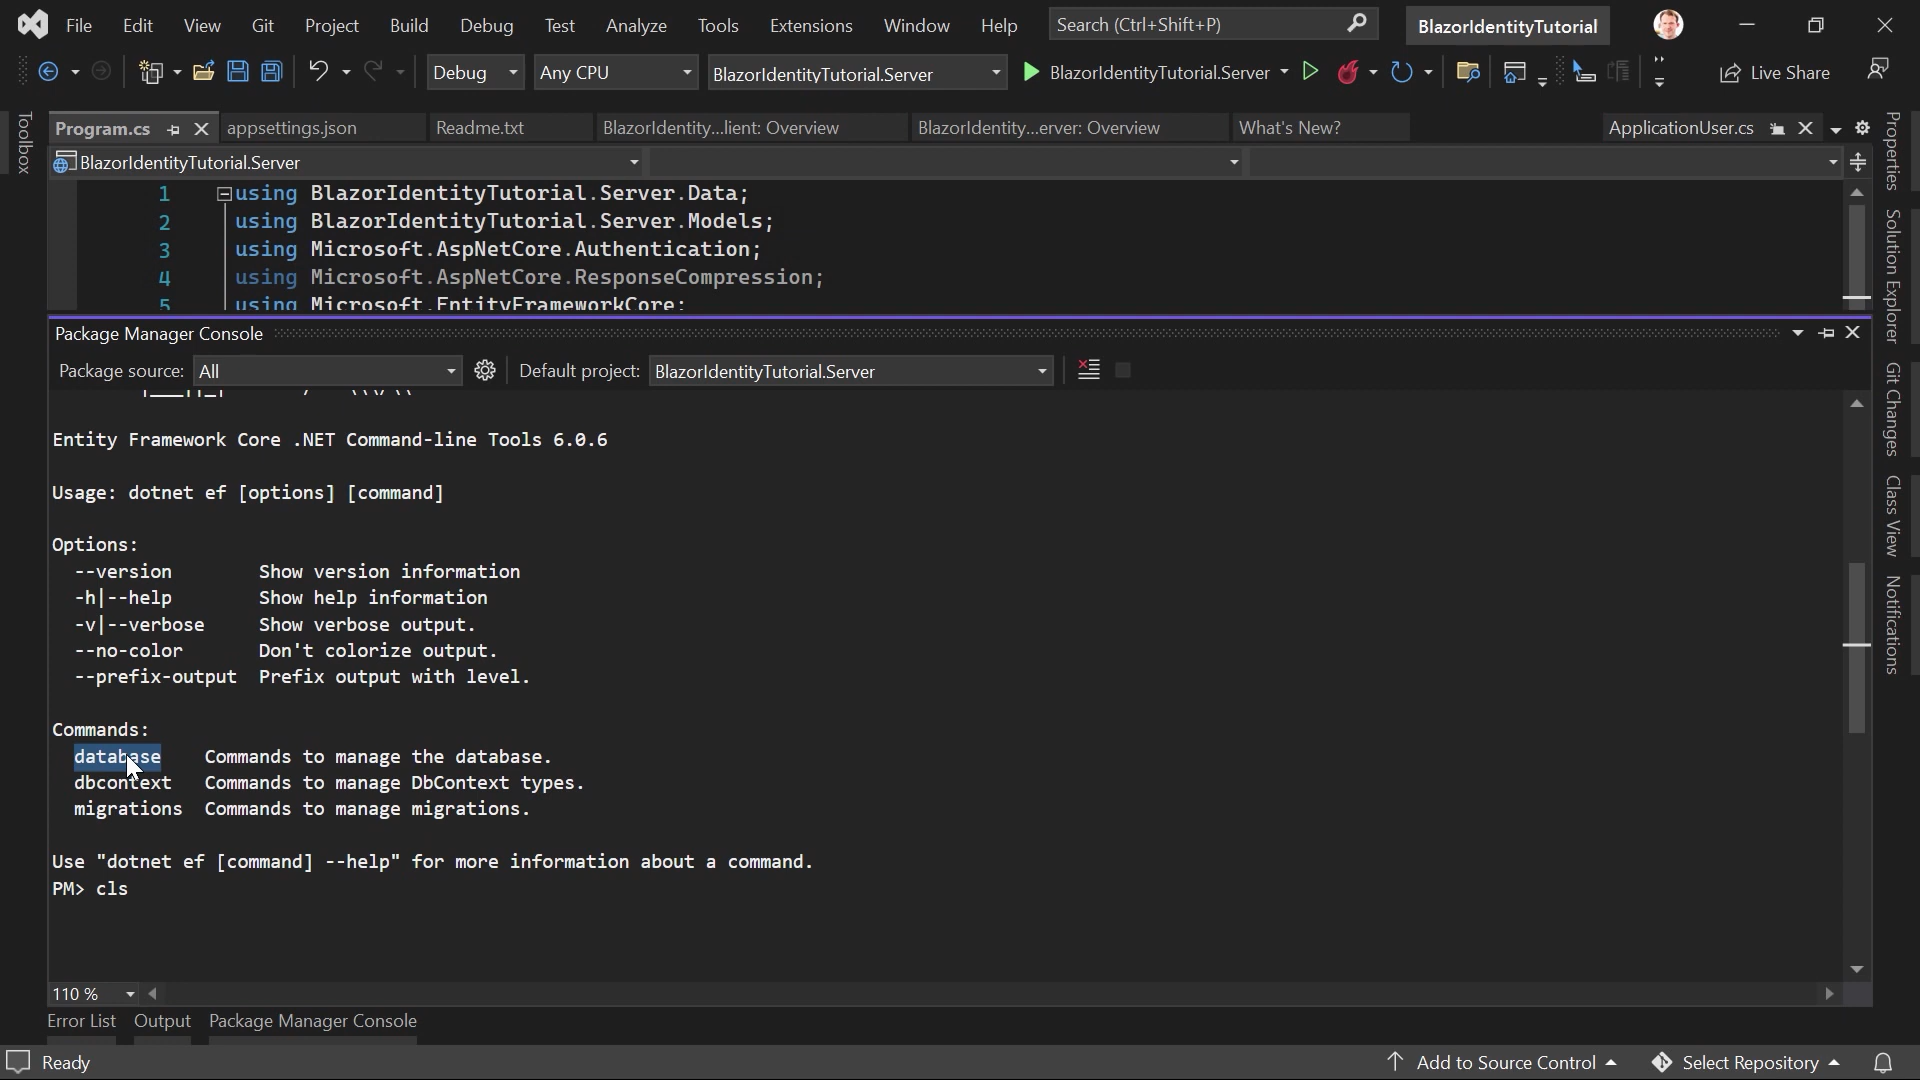 File Edit View Git Project Build Debug Test Analyze Tools Extensions Window Help Search (Ctrl+Shift+P) BlazorIdentityTutorial
Debug Any CPU BlazorIdentityTutorial.Server BlazorIdentityTutorial.Server Live Share
Toolbox
Program.cs appsettings.json Readme.txt BlazorIdentity...lient: Overview BlazorIdentity...erver: Overview What's New? ApplicationUser.cs
BlazorIdentityTutorial.Server
1 using BlazorIdentityTutorial.Server.Data;
2 using BlazorIdentityTutorial.Server.Models;
3 using Microsoft.AspNetCore.Authentication;
4 using Microsoft.AspNetCore.ResponseCompression;
5 using Microsoft.EntityFrameworkCore;
Package Manager Console
Package source: All Default project: BlazorIdentityTutorial.Server
Entity Framework Core .NET Command-line Tools 6.0.6
Usage: dotnet ef [options] [command]
Options:
--version Show version information
-h|--help Show help information
-v|--verbose Show verbose output.
--no-color Don't colorize output.
--prefix-output Prefix output with level.
Commands:
database Commands to manage the database.
dbcontext Commands to manage DbContext types.
migrations Commands to manage migrations.
Use "dotnet ef [command] --help" for more information about a command.
PM> cls
110 %
Error List Output Package Manager Console
Ready Add to Source Control Select Repository
Properties
Solution Explorer
Git Changes
Class View
Notifications